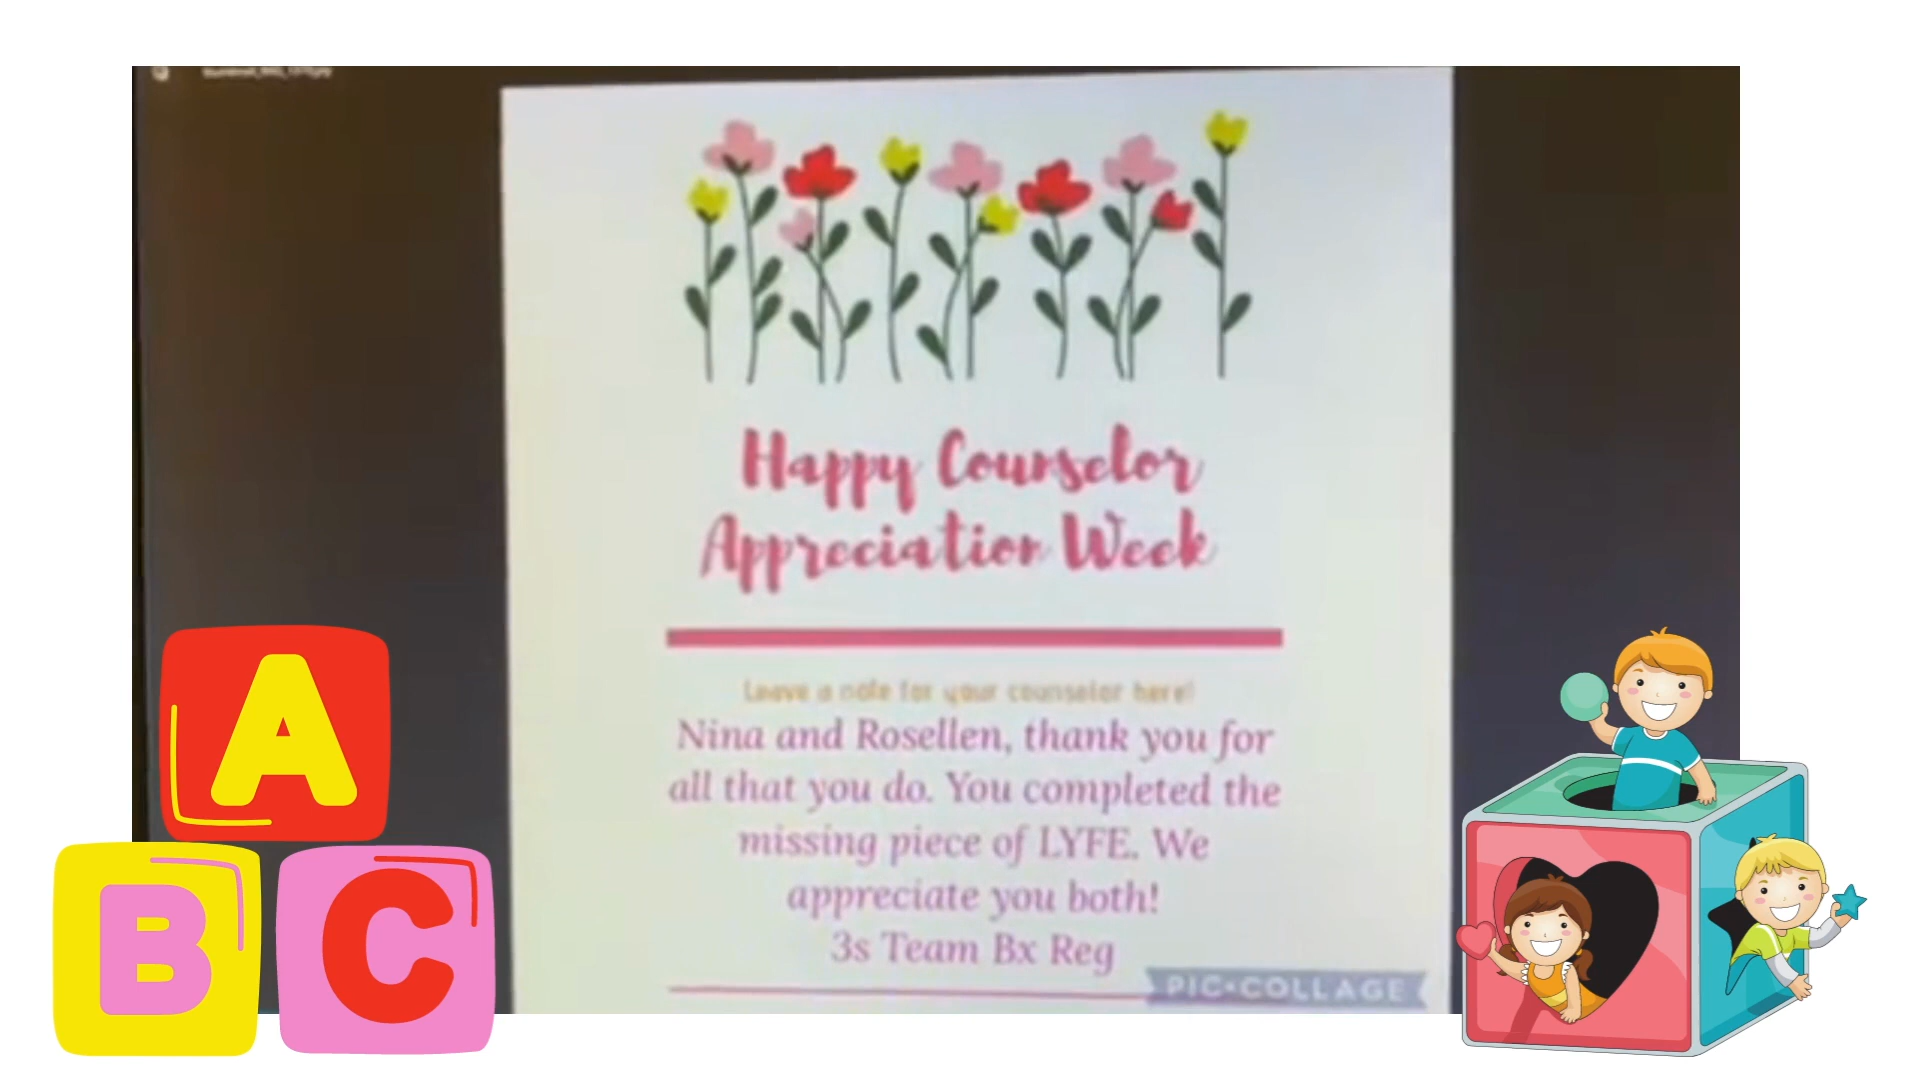 Happy Counselor
Appreciation Week
Leave a note for your counselor here!
Nina and Rosellen, thank you for
all that you do. You completed the
missing piece of LYFE. We
appreciate you both!
3s Team Bx Reg
PIC•COLLAGE
A
B C